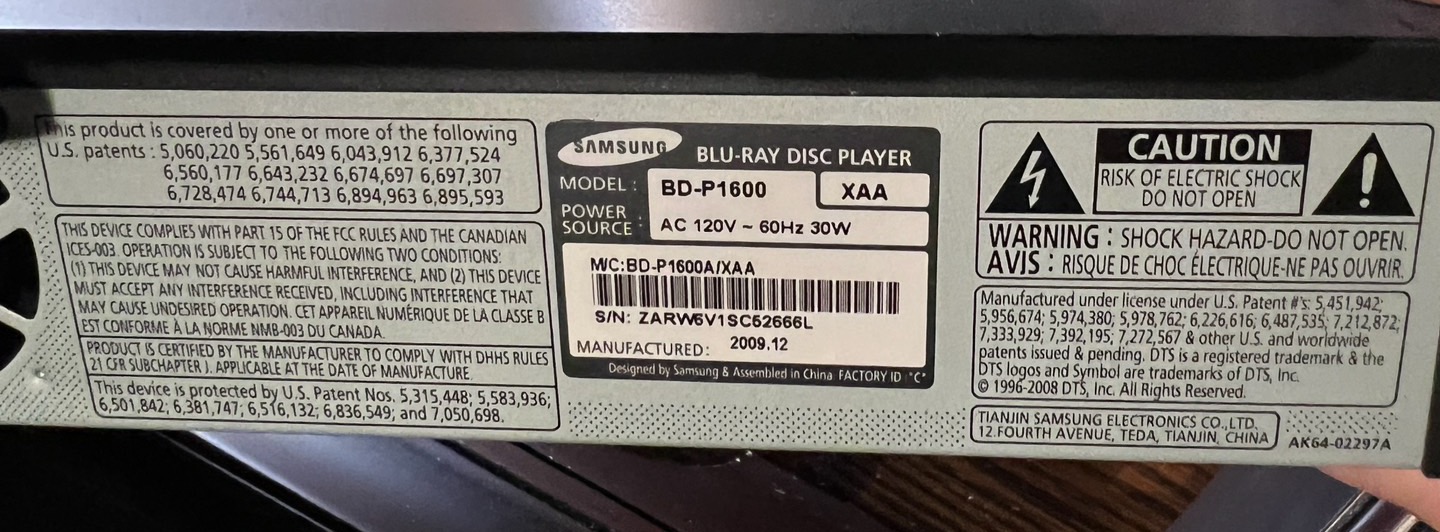 This product is covered by one or more of the following
U.S. patents : 5,060,220 5,561,649 6,043,912 6,377,524
6,560,177 6,643,232 6,674,697 6,697,307
6,728,474 6,744,713 6,894,963 6,895,593
THIS DEVICE COMPLIES WITH PART 15 OF THE FCC RULES AND THE CANADIAN
ICES-003. OPERATION IS SUBJECT TO THE FOLLOWING TWO CONDITIONS:
(1) THIS DEVICE MAY NOT CAUSE HARMFUL INTERFERENCE, AND (2) THIS DEVICE
MUST ACCEPT ANY INTERFERENCE RECEIVED, INCLUDING INTERFERENCE THAT
MAY CAUSE UNDESIRED OPERATION. CET APPAREIL NUMÉRIQUE DE LA CLASSE B
EST CONFORME À LA NORME NMB-003 DU CANADA.
PRODUCT IS CERTIFIED BY THE MANUFACTURER TO COMPLY WITH DHHS RULES
21 CFR SUBCHAPTER J. APPLICABLE AT THE DATE OF MANUFACTURE.
This device is protected by U.S. Patent Nos. 5,315,448; 5,583,936;
6,501,842; 6,381,747; 6,516,132; 6,836,549; and 7,050,698.
SAMSUNG BLU-RAY DISC PLAYER
MODEL : BD-P1600 XAA
POWER
SOURCE : AC 120V ~ 60Hz 30W
M/C:BD-P1600A/XAA
S/N: ZARW6V1SC52666L
MANUFACTURED: 2009.12
Designed by Samsung & Assembled in China FACTORY ID :"C"
CAUTION
RISK OF ELECTRIC SHOCK
DO NOT OPEN
WARNING : SHOCK HAZARD-DO NOT OPEN.
AVIS : RISQUE DE CHOC ÉLECTRIQUE-NE PAS OUVRIR.
Manufactured under license under U.S. Patent #'s: 5,451,942;
5,956,674; 5,974,380; 5,978,762; 6,226,616; 6,487,535; 7,212,872;
7,333,929; 7,392,195; 7,272,567 & other U.S. and worldwide
patents issued & pending. DTS is a registered trademark & the
DTS logos and Symbol are trademarks of DTS, Inc.
© 1996-2008 DTS, Inc. All Rights Reserved.
TIANJIN SAMSUNG ELECTRONICS CO.,LTD.
12.FOURTH AVENUE, TEDA, TIANJIN, CHINA
AK64-02297A